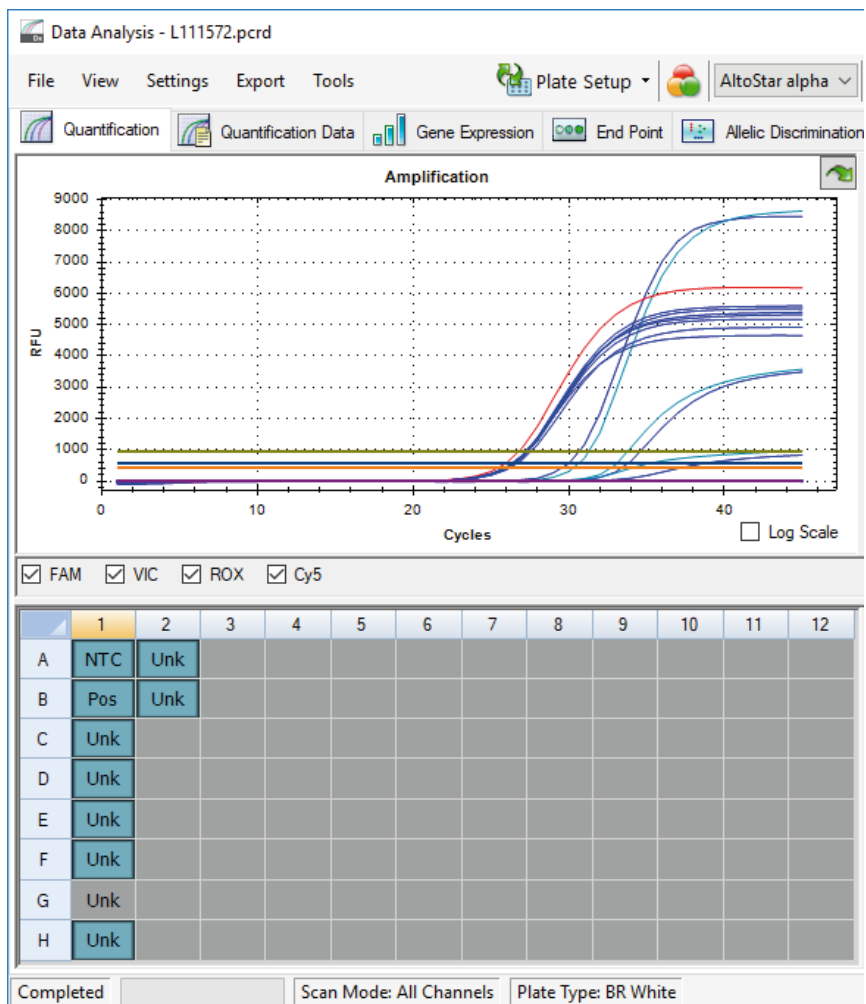 Data Analysis - L111572.pcrd
File View Settings Export Tools Plate Setup AltoStar alpha
Quantification Quantification Data Gene Expression End Point Allelic Discrimination
Amplification
9000
8000
7000
6000
5000
4000
3000
2000
1000
0
RFU
0 10 20 30 40
Cycles
Log Scale
FAM VIC ROX Cy5
1 2 3 4 5 6 7 8 9 10 11 12
A NTC Unk
B Pos Unk
C Unk
D Unk
E Unk
F Unk
G Unk
H Unk
Completed Scan Mode: All Channels Plate Type: BR White